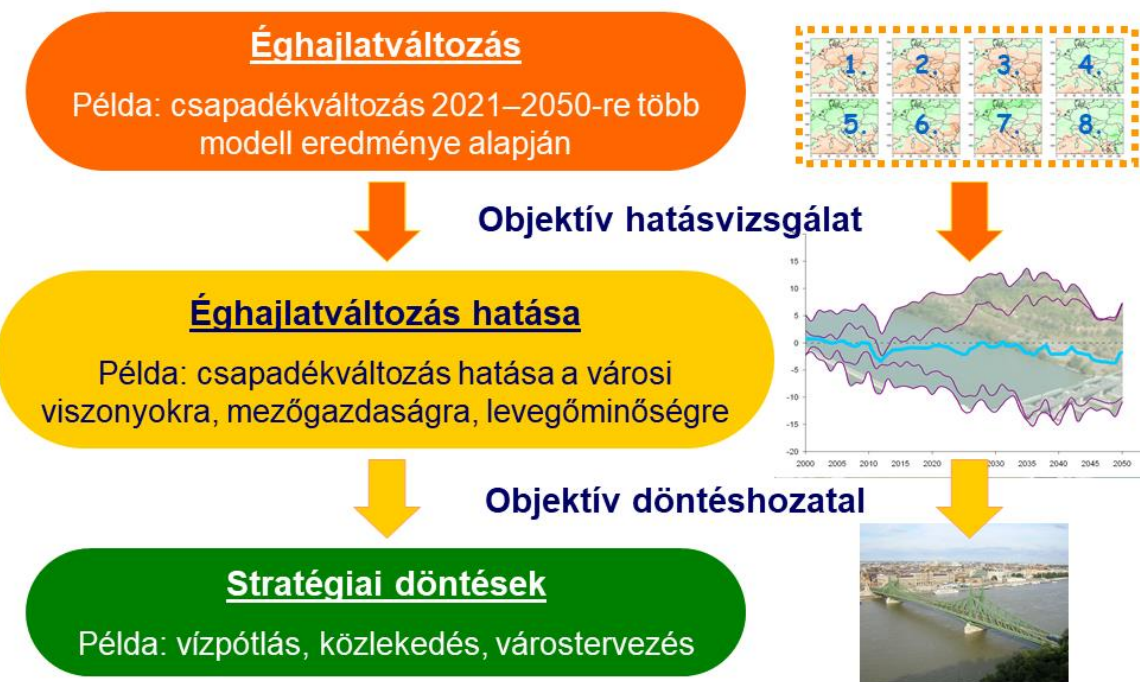 Éghajlatváltozás
Példa: csapadékváltozás 2021–2050-re több
modell eredménye alapján
1.
2.
3.
4.
5.
6.
7.
8.
Objektív hatásvizsgálat
Éghajlatváltozás hatása
Példa: csapadékváltozás hatása a városi
viszonyokra, mezőgazdaságra, levegőminőségre
15
10
5
0
-5
-10
-15
-20
2000 2005 2010 2015 2020 2030 2035 2040 2045 2050
Objektív döntéshozatal
Stratégiai döntések
Példa: vízpótlás, közlekedés, várostervezés